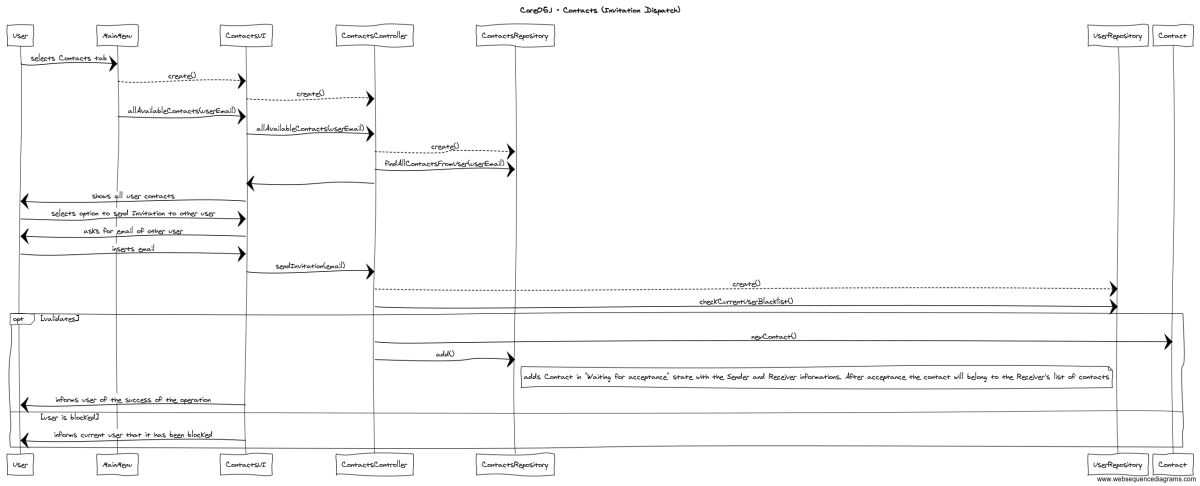 Core05.1 - Contacts (Invitation Dispatch)
User MainMenu ContactsUI ContactsController ContactsRepository UserRepository Contact
selects Contacts tab
create()
create()
allAvailableContacts(userEmail)
allAvailableContacts(userEmail)
create()
findAllContactsFromUser(userEmail)
shows all user contacts
selects option to send Invitation to other user
asks for email of other user
inserts email
sendInvitation(email)
create()
checkCurrentUserBlacklist()
opt [validates]
newContact()
add()
adds Contact in "Waiting for acceptance" state with the Sender and Receiver informations. After acceptance the contact will belong to the Receiver's list of contacts
informs user of the success of the operation
[user is blocked]
informs current user that it has been blocked
User MainMenu ContactsUI ContactsController ContactsRepository UserRepository Contact
www.websequencediagrams.com